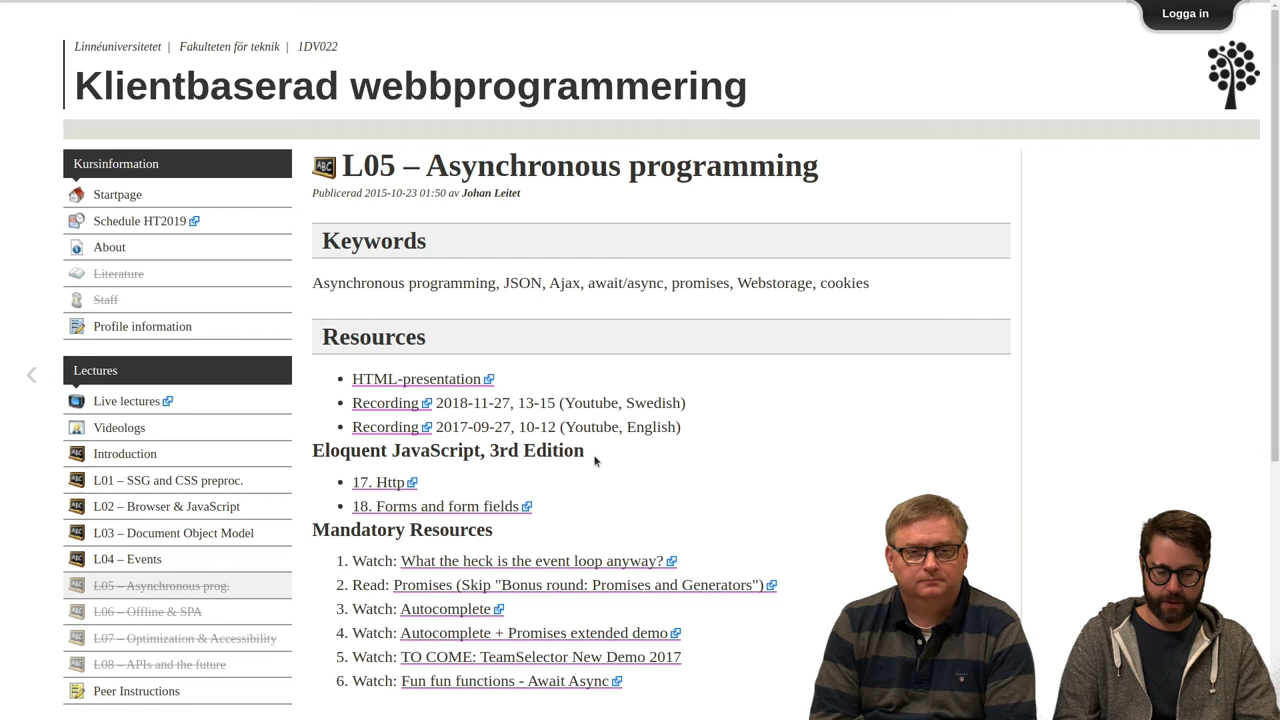 Logga in
Linnéuniversitetet | Fakulteten för teknik | 1DV022
Klientbaserad webbprogrammering
Kursinformation
Startpage
Schedule HT2019
About
Literature
Staff
Profile information
Lectures
Live lectures
Videologs
Introduction
L01 – SSG and CSS preproc.
L02 – Browser & JavaScript
L03 – Document Object Model
L04 – Events
L05 – Asynchronous prog.
L06 – Offline & SPA
L07 – Optimization & Accessibility
L08 – APIs and the future
Peer Instructions
ABC L05 – Asynchronous programming
Publicerad 2015-10-23 01:50 av Johan Leitet
Keywords
Asynchronous programming, JSON, Ajax, await/async, promises, Webstorage, cookies
Resources
• HTML-presentation
• Recording 2018-11-27, 13-15 (Youtube, Swedish)
• Recording 2017-09-27, 10-12 (Youtube, English)
Eloquent JavaScript, 3rd Edition
• 17. Http
• 18. Forms and form fields
Mandatory Resources
1. Watch: What the heck is the event loop anyway?
2. Read: Promises (Skip "Bonus round: Promises and Generators")
3. Watch: Autocomplete
4. Watch: Autocomplete + Promises extended demo
5. Watch: TO COME: TeamSelector New Demo 2017
6. Watch: Fun fun functions - Await Async